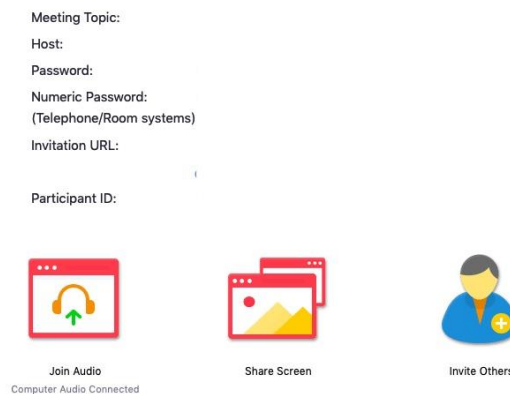 Meeting Topic:
Host:
Password:
Numeric Password:
(Telephone/Room systems)
Invitation URL:
Participant ID:
Join Audio
Share Screen
Invite Others
Computer Audio Connected